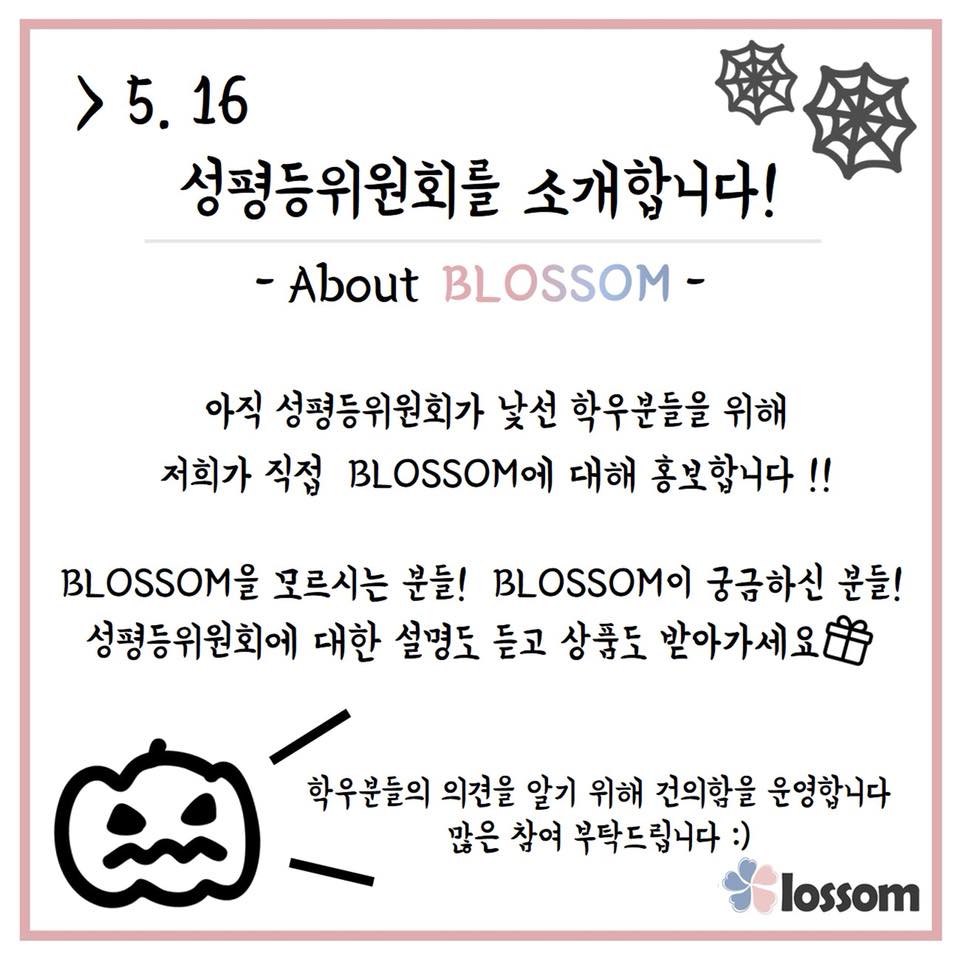 > 5. 16
성평등위원회를 소개합니다!
- About BLOSSOM -
아직 성평등위원회가 낯선 학우분들을 위해
저희가 직접 BLOSSOM에 대해 홍보합니다 !!
BLOSSOM을 모르시는 분들! BLOSSOM이 궁금하신 분들!
성평등위원회에 대한 설명도 듣고 상품도 받아가세요
학우분들의 의견을 알기 위해 건의함을 운영합니다
많은 참여 부탁드립니다 :)
lossom